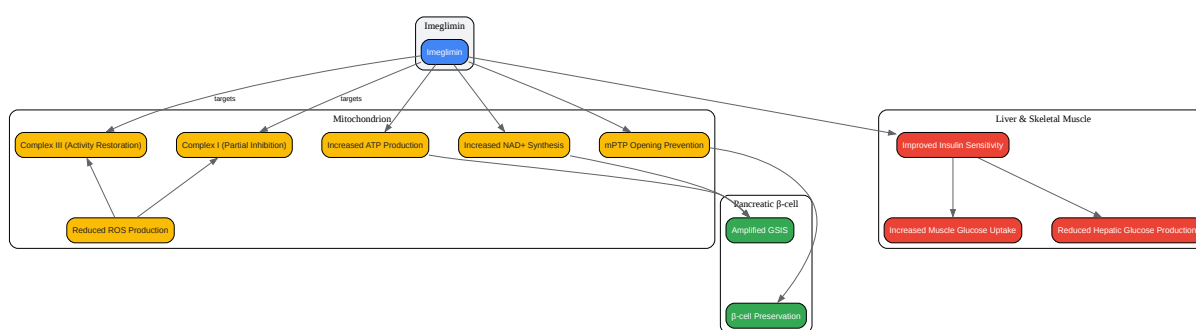 Imeglimin
Imeglimin
targets
targets
Mitochondrion
Liver & Skeletal Muscle
Complex III (Activity Restoration)
Complex I (Partial Inhibition)
Increased ATP Production
Increased NAD+ Synthesis
mPTP Opening Prevention
Improved Insulin Sensitivity
Pancreatic β-cell
Reduced ROS Production
Amplified GSIS
Increased Muscle Glucose Uptake
Reduced Hepatic Glucose Production
β-cell Preservation